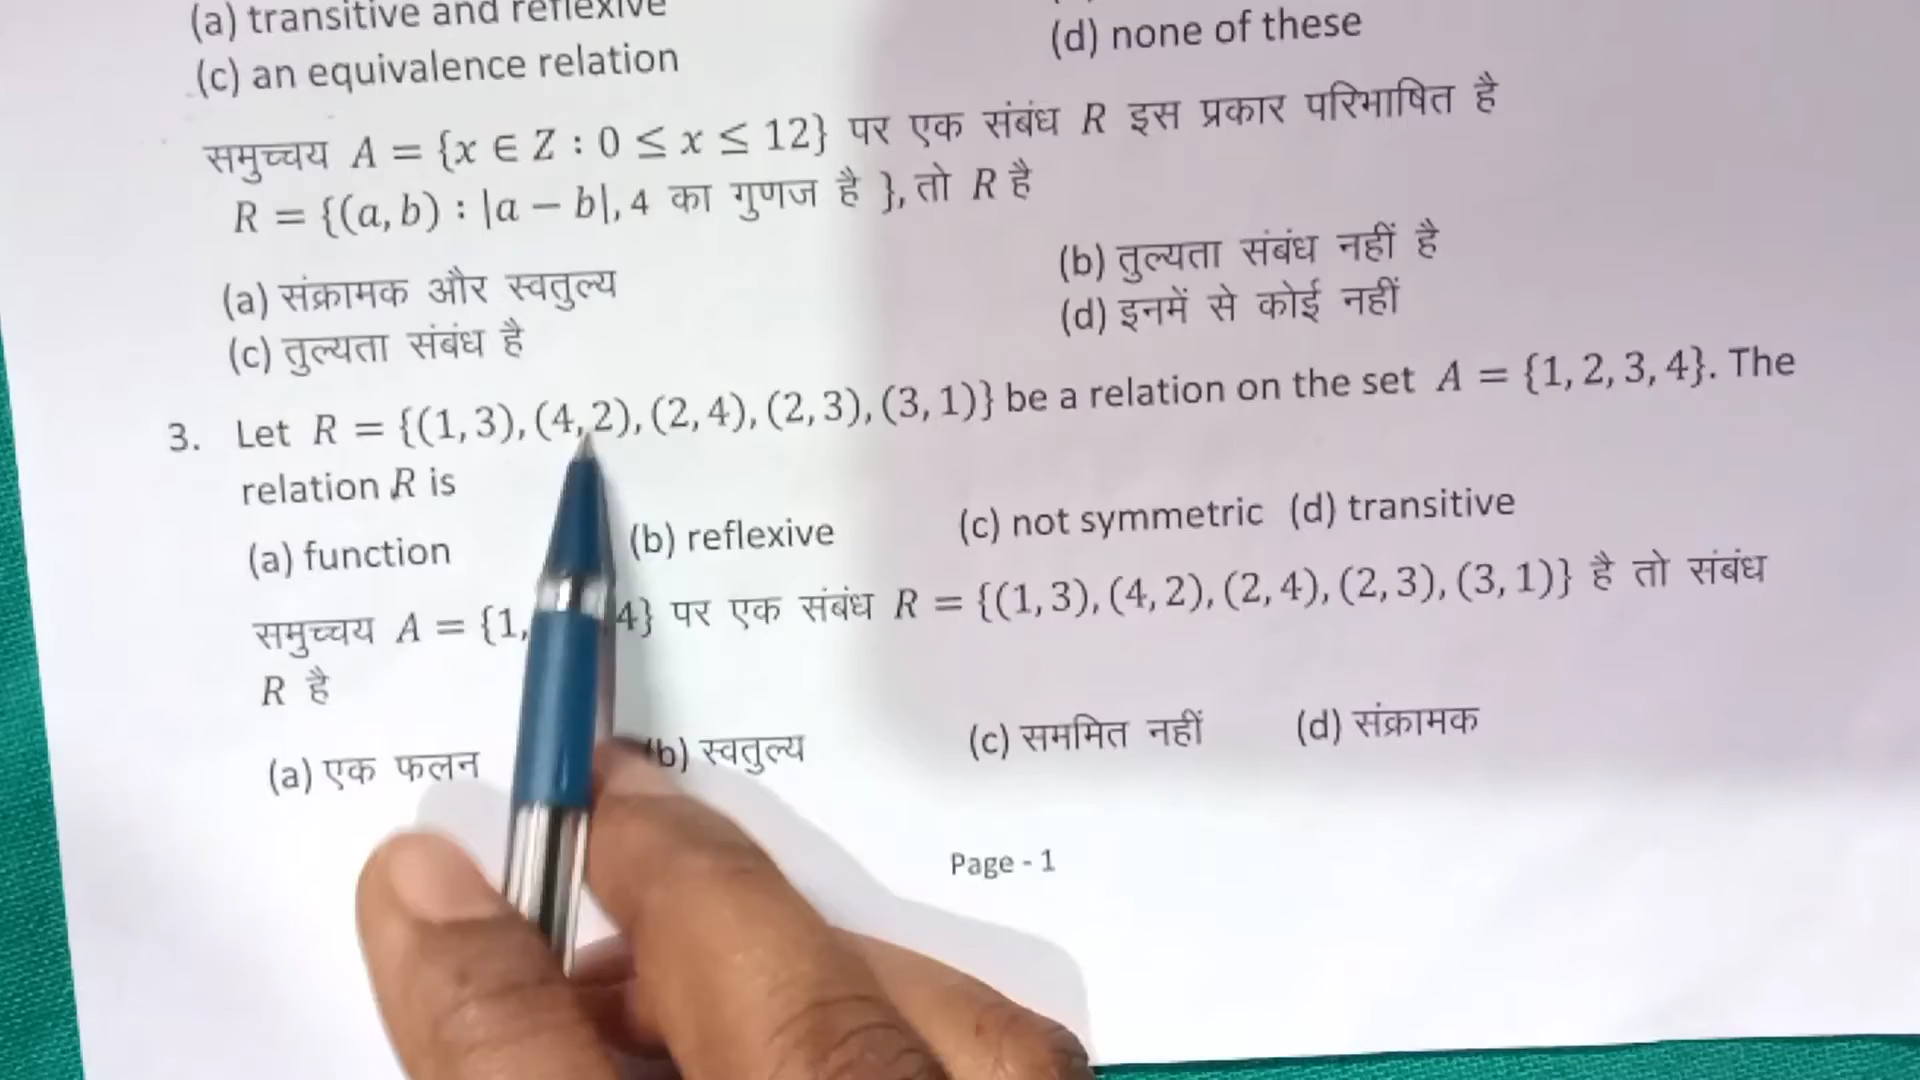 (a) transitive and reflexive
(d) none of these
(c) an equivalence relation
समुच्चय A = {x ∈ Z : 0 ≤ x ≤ 12} पर एक संबंध R इस प्रकार परिभाषित है
R = {(a, b) : |a − b|, 4 का गुणज है }, तो R है
(a) संक्रामक और स्वतुल्य
(b) तुल्यता संबंध नहीं है
(c) तुल्यता संबंध है
(d) इनमें से कोई नहीं
3. Let R = {(1, 3), (4, 2), (2, 4), (2, 3), (3, 1)} be a relation on the set A = {1, 2, 3, 4}. The
relation R is
(a) function (b) reflexive (c) not symmetric (d) transitive
समुच्चय A = {1, 4} पर एक संबंध R = {(1, 3), (4, 2), (2, 4), (2, 3), (3, 1)} है तो संबंध
R है
(a) एक फलन (b) स्वतुल्य (c) सममित नहीं (d) संक्रामक
Page - 1